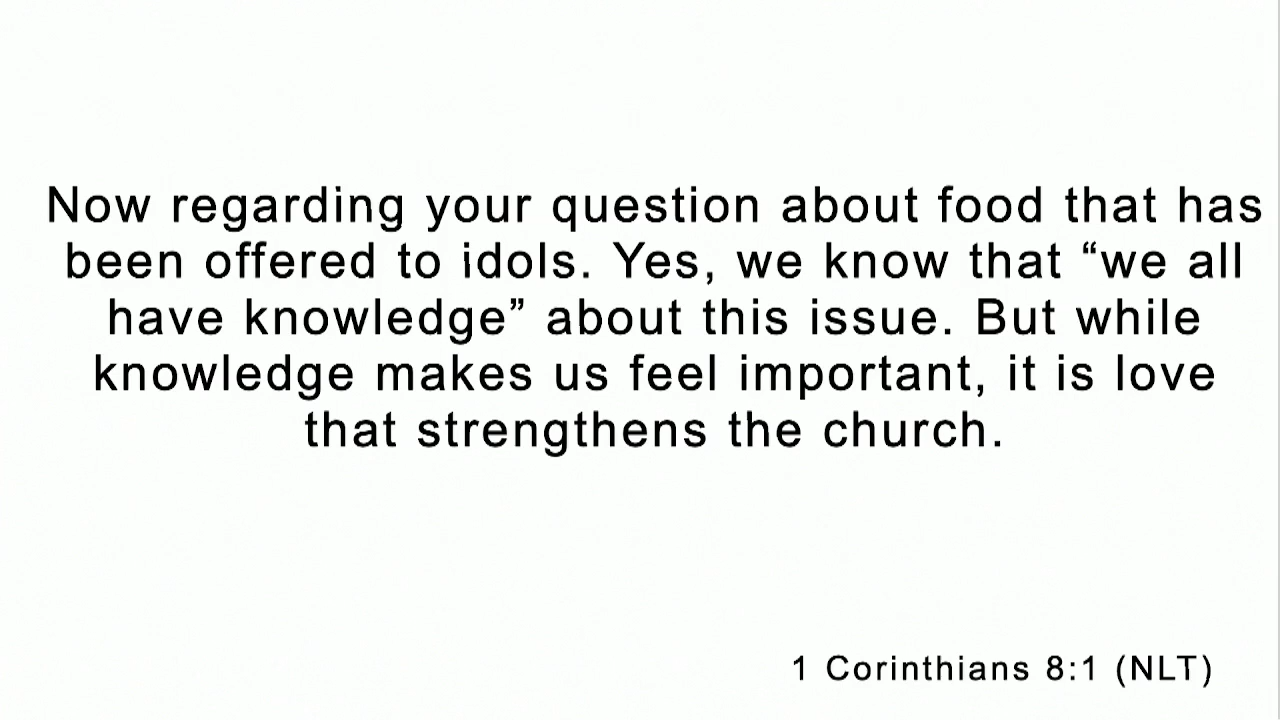 Now regarding your question about food that has
been offered to idols. Yes, we know that “we all
have knowledge” about this issue. But while
knowledge makes us feel important, it is love
that strengthens the church.
1 Corinthians 8:1 (NLT)